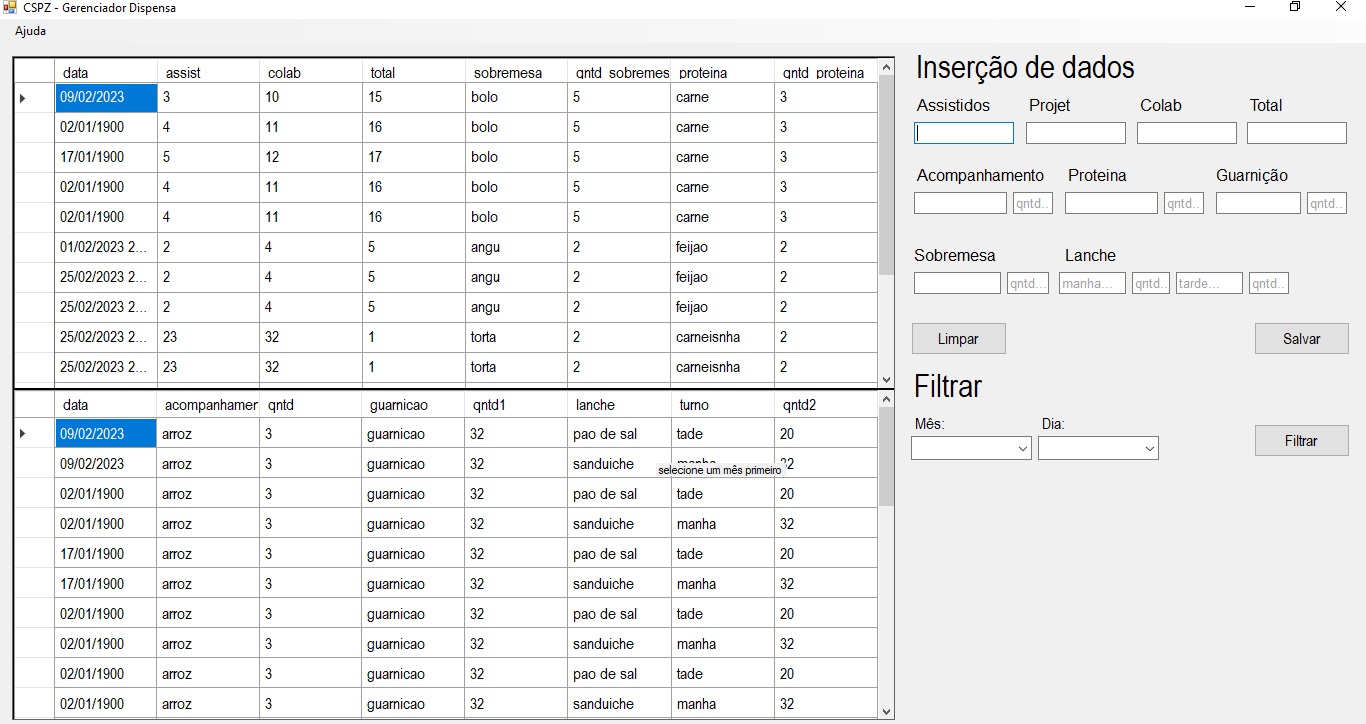 CSPZ - Gerenciador Dispensa
Ajuda
data assist colab total sobremesa qntd_sobremes proteina qntd_proteina
09/02/2023 3 10 15 bolo 5 carne 3
02/01/1900 4 11 16 bolo 5 carne 3
17/01/1900 5 12 17 bolo 5 carne 3
02/01/1900 4 11 16 bolo 5 carne 3
02/01/1900 4 11 16 bolo 5 carne 3
01/02/2023 2... 2 4 5 angu 2 feijao 2
25/02/2023 2... 2 4 5 angu 2 feijao 2
25/02/2023 2... 2 4 5 angu 2 feijao 2
25/02/2023 2... 23 32 1 torta 2 carneisnha 2
25/02/2023 2... 23 32 1 torta 2 carneisnha 2
data acompanhamer qntd guarnicao qntd1 lanche turno qntd2
09/02/2023 arroz 3 guarnicao 32 pao de sal tade 20
09/02/2023 arroz 3 guarnicao 32 sanduiche manha 32
selecione um mês primeiro
02/01/1900 arroz 3 guarnicao 32 pao de sal tade 20
02/01/1900 arroz 3 guarnicao 32 sanduiche manha 32
17/01/1900 arroz 3 guarnicao 32 pao de sal tade 20
17/01/1900 arroz 3 guarnicao 32 sanduiche manha 32
02/01/1900 arroz 3 guarnicao 32 pao de sal tade 20
02/01/1900 arroz 3 guarnicao 32 sanduiche manha 32
02/01/1900 arroz 3 guarnicao 32 pao de sal tade 20
02/01/1900 arroz 3 guarnicao 32 sanduiche manha 32
Inserção de dados
Assistidos Projet Colab Total
Acompanhamento Proteina Guarnição
qntd.. qntd.. qntd..
Sobremesa Lanche
qntd... manha... qntd.. tarde... qntd..
Limpar Salvar
Filtrar
Mês: Dia:
Filtrar